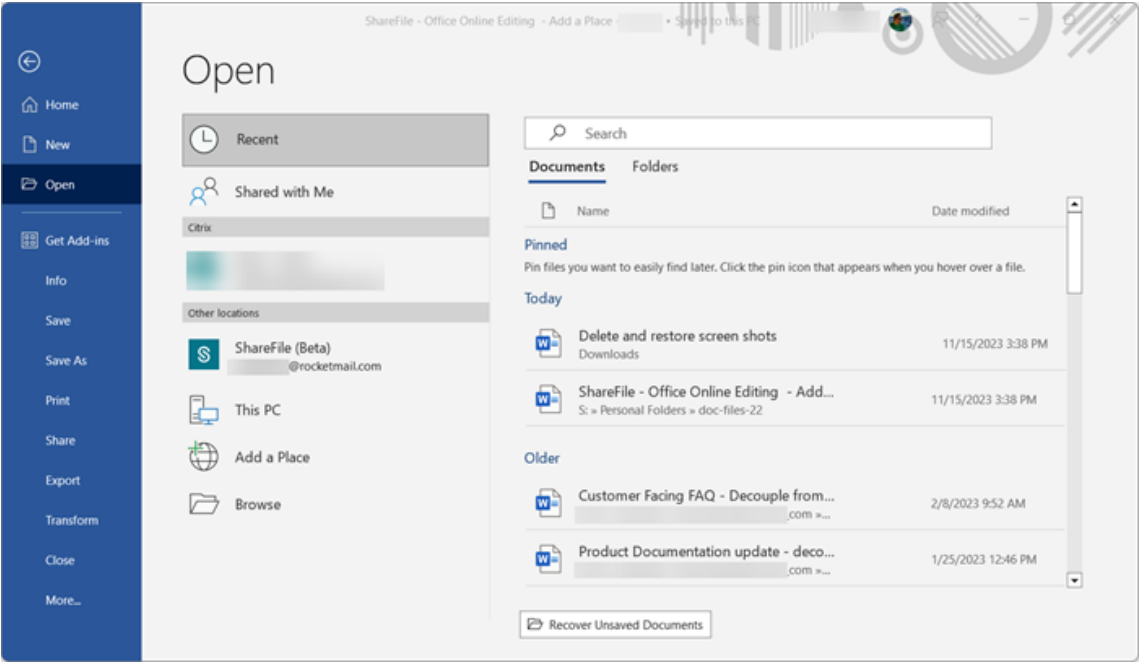 ShareFile - Office Online Editing - Add a Place - • Saved to this PC
Open
Home
New
Open
Get Add-ins
Info
Save
Save As
Print
Share
Export
Transform
Close
More...
Recent
Shared with Me
Citrix
Other locations
ShareFile (Beta)
@rocketmail.com
This PC
Add a Place
Browse
Search
Documents Folders
Name Date modified
Pinned
Pin files you want to easily find later. Click the pin icon that appears when you hover over a file.
Today
Delete and restore screen shots
Downloads
11/15/2023 3:38 PM
ShareFile - Office Online Editing - Add...
S: » Personal Folders » doc-files-22
11/15/2023 3:38 PM
Older
Customer Facing FAQ - Decouple from...
.com »...
2/8/2023 9:52 AM
Product Documentation update - deco...
.com »...
1/25/2023 12:46 PM
Recover Unsaved Documents